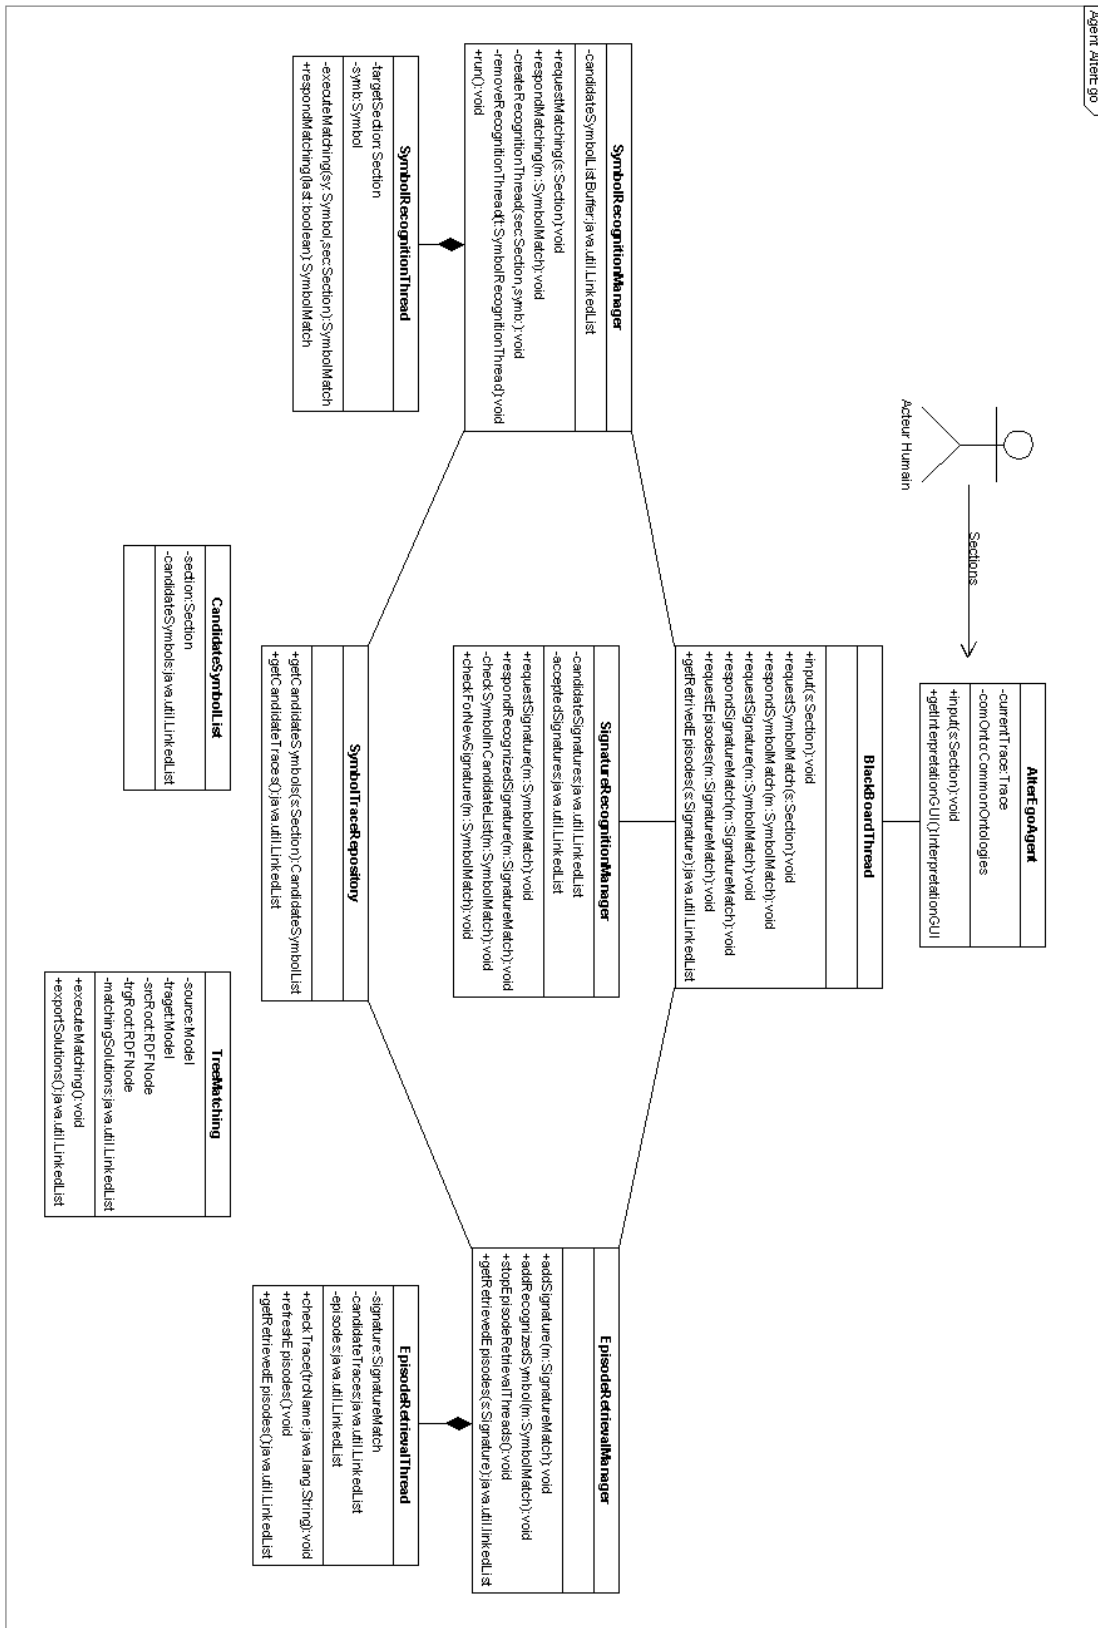 Agent AlterEgo
Acteur Humain
Sections
AlterEgoAgent
-currentTrace:Trace
-comOnto:CommonOntologies
+input(s:Section):void
+getInterpretationGUI():InterpretationGUI
SymbolRecognitionManager
-candidateSymbolListBuffer:java.util.LinkedList
+requestMatching(s:Section):void
+respondMatching(m:SymbolMatch):void
-createRecognitionThread(sec:Section,symb:):void
-removeRecognitionThread(t:SymbolRecognitionThread):void
+run():void
BlackBoardThread
+input(s:Section):void
+requestSymbolMatch(s:Section):void
+respondSymbolMatch(m:SymbolMatch):void
+requestSignature(m:SymbolMatch):void
+respondSignatureMatch(m:SignatureMatch):void
+requestEpisodes(m:SignatureMatch):void
+getRetrivedEpisodes(s:Signature):java.util.LinkedList
EpisodeRetrievalManager
+addSignature(m:SignatureMatch):void
+addRecognizedSymbol(m:SymbolMatch):void
+stopEpisodeRetrievalThreads():void
+getRetrievedEpisodes(s:Signature):java.util.linkedList
SignatureRecognitionManager
-candidateSignatures:java.util.LinkedList
-acceptedSignatures:java.util.LinkedList
+requestSignature(m:SymbolMatch):void
+respondRecognizedSignature(m:SignatureMatch):void
-checkSymbolInCandidateList(m:SymbolMatch):void
+checkForNewSignature(m:SymbolMatch):void
SymbolRecognitionThread
-targetSection:Section
-symb:Symbol
-executeMatching(sy:Symbol,sec:Section):SymbolMatch
+respondMatching(last:boolean):SymbolMatch
SymbolTraceRepository
+getCandidateSymbols(s:Section):CandidateSymbolList
+getCandidateTraces():java.util.LinkedList
EpisodeRetrievalThread
-signature:SignatureMatch
-candidateTraces:java.util.LinkedList
-episodes:java.util.LinkedList
+checkTrace(trcName:java.lang.String):void
+refreshEpisodes():void
+getRetrievedEpisodes():java.util.LinkedList
CandidateSymbolList
-section:Section
-candidateSymbols:java.util.LinkedList
TreeMatching
-source:Model
-traget:Model
-srcRoot:RDFNode
-trgRoot:RDFNode
-matchingSolutions:java.util.LinkedList
+executeMatching():void
+exportSolutions():java.util.LinkedList